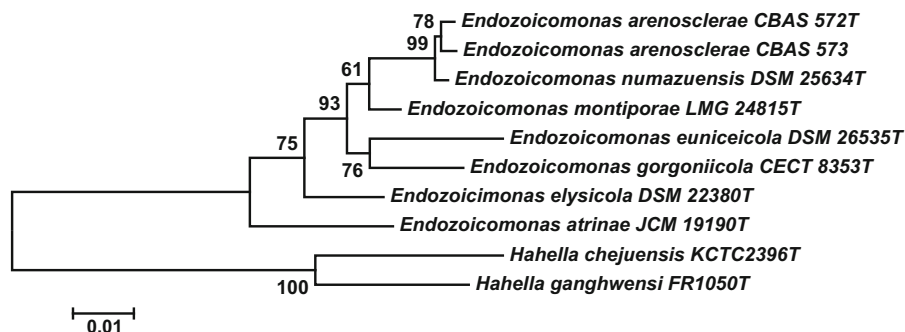 78
Endozoicomonas arenosclerae CBAS 572T
99
Endozoicomonas arenosclerae CBAS 573
61
Endozoicomonas numazuensis DSM 25634T
93
Endozoicomonas montiporae LMG 24815T
75
Endozoicomonas euniceicola DSM 26535T
76
Endozoicomonas gorgoniicola CECT 8353T
Endozoicimonas elysicola DSM 22380T
Endozoicomonas atrinae JCM 19190T
Hahella chejuensis KCTC2396T
100
Hahella ganghwensi FR1050T
0.01